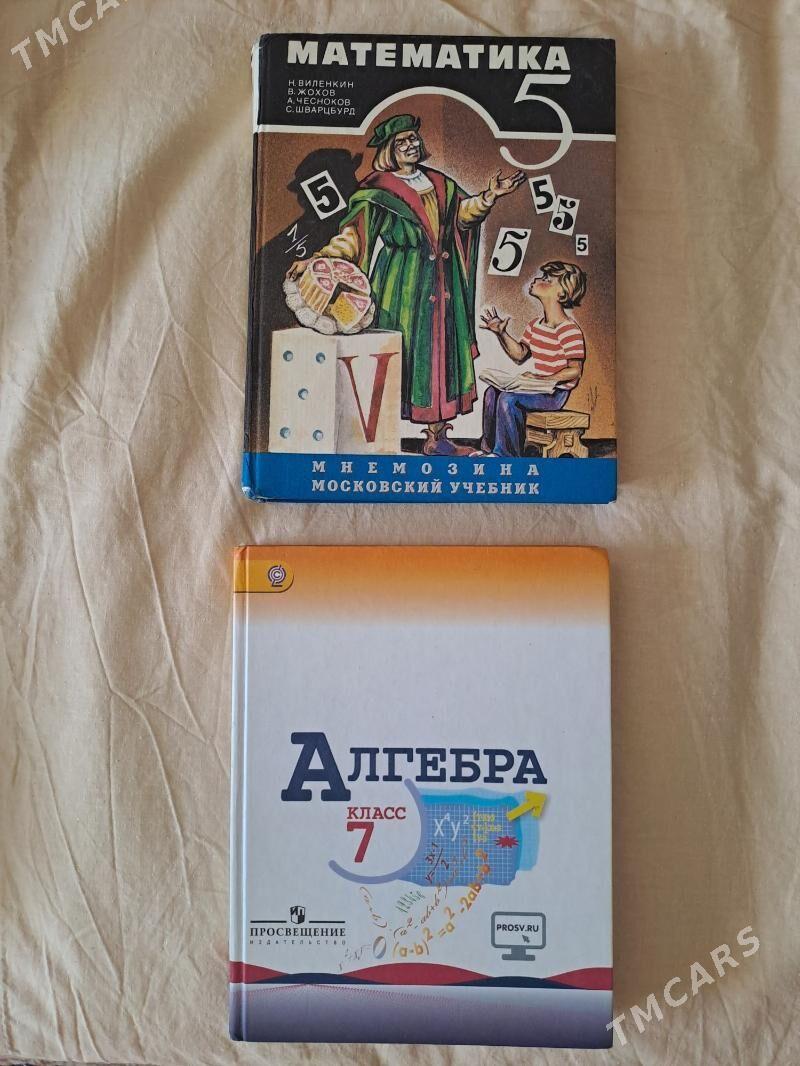 TMCARS
МАТЕМАТИКА
5
Н. ВИЛЕНКИН
В. ЖОХОВ
А. ЧЕСНОКОВ
С. ШВАРЦБУРД
5
5
5
5
5
1/5
V
МНЕМОЗИНА
МОСКОВСКИЙ УЧЕБНИК
АЛГЕБРА
КЛАСС
7
x⁴y²
(a-b)²=a²-2ab+b²
ПРОСВЕЩЕНИЕ
ИЗДАТЕЛЬСТВО
PROSV.RU
TMCARS